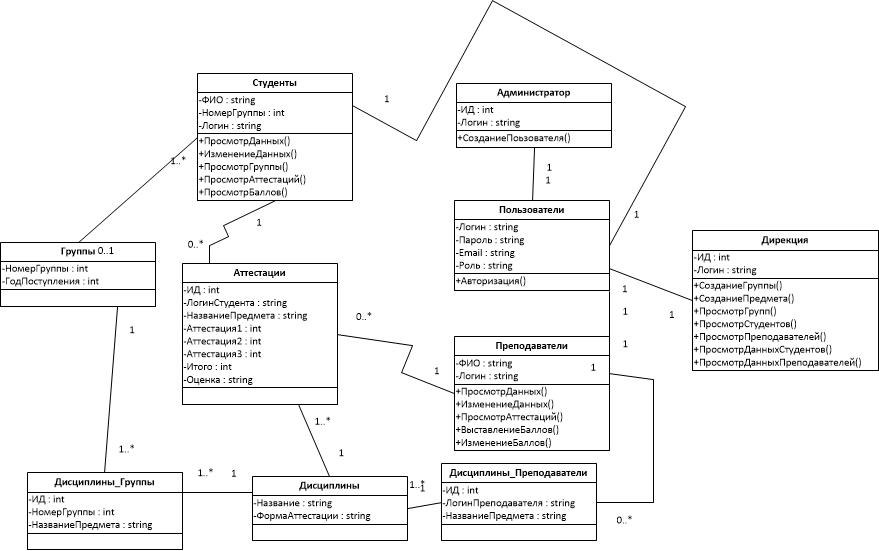 Студенты
-ФИО : string
-НомерГруппы : int
-Логин : string
+ПросмотрДанных()
+ИзменениеДанных()
+ПросмотрГруппы()
+ПросмотрАттестаций()
+ПросмотрБаллов()
1
Администратор
-ИД : int
-Логин : string
+СозданиеПоьзователя()
1
1
1..*
Пользователи
-Логин : string
-Пароль : string
-Email : string
-Роль : string
+Авторизация()
1
1
0..*
Группы 0..1
-НомерГруппы : int
-ГодПоступления : int
Дирекция
-ИД : int
-Логин : string
+СозданиеГруппы()
+СозданиеПредмета()
+ПросмотрГрупп()
+ПросмотрСтудентов()
+ПросмотрПреподавателей()
+ПросмотрДанныхСтудентов()
+ПросмотрДанныхПреподавателей()
Аттестации
-ИД : int
-ЛогинСтудента : string
-НазваниеПредмета : string
-Аттестация1 : int
-Аттестация2 : int
-Аттестация3 : int
-Итого : int
-Оценка : string
1
1
1
0..*
1
1
Преподаватели
-ФИО : string
-Логин : string
+ПросмотрДанных()
+ИзменениеДанных()
+ПросмотрАттестаций()
+ВыставлениеБаллов()
+ИзменениеБаллов()
1
1
1..*
1
1..*
Дисциплины_Группы
-ИД : int
-НомерГруппы : int
-НазваниеПредмета : string
1..*
1
Дисциплины
-Название : string
-ФормаАттестации : string
1..*
1
Дисциплины_Преподаватели
-ИД : int
-ЛогинПреподавателя : string
-НазваниеПредмета : string
0..*